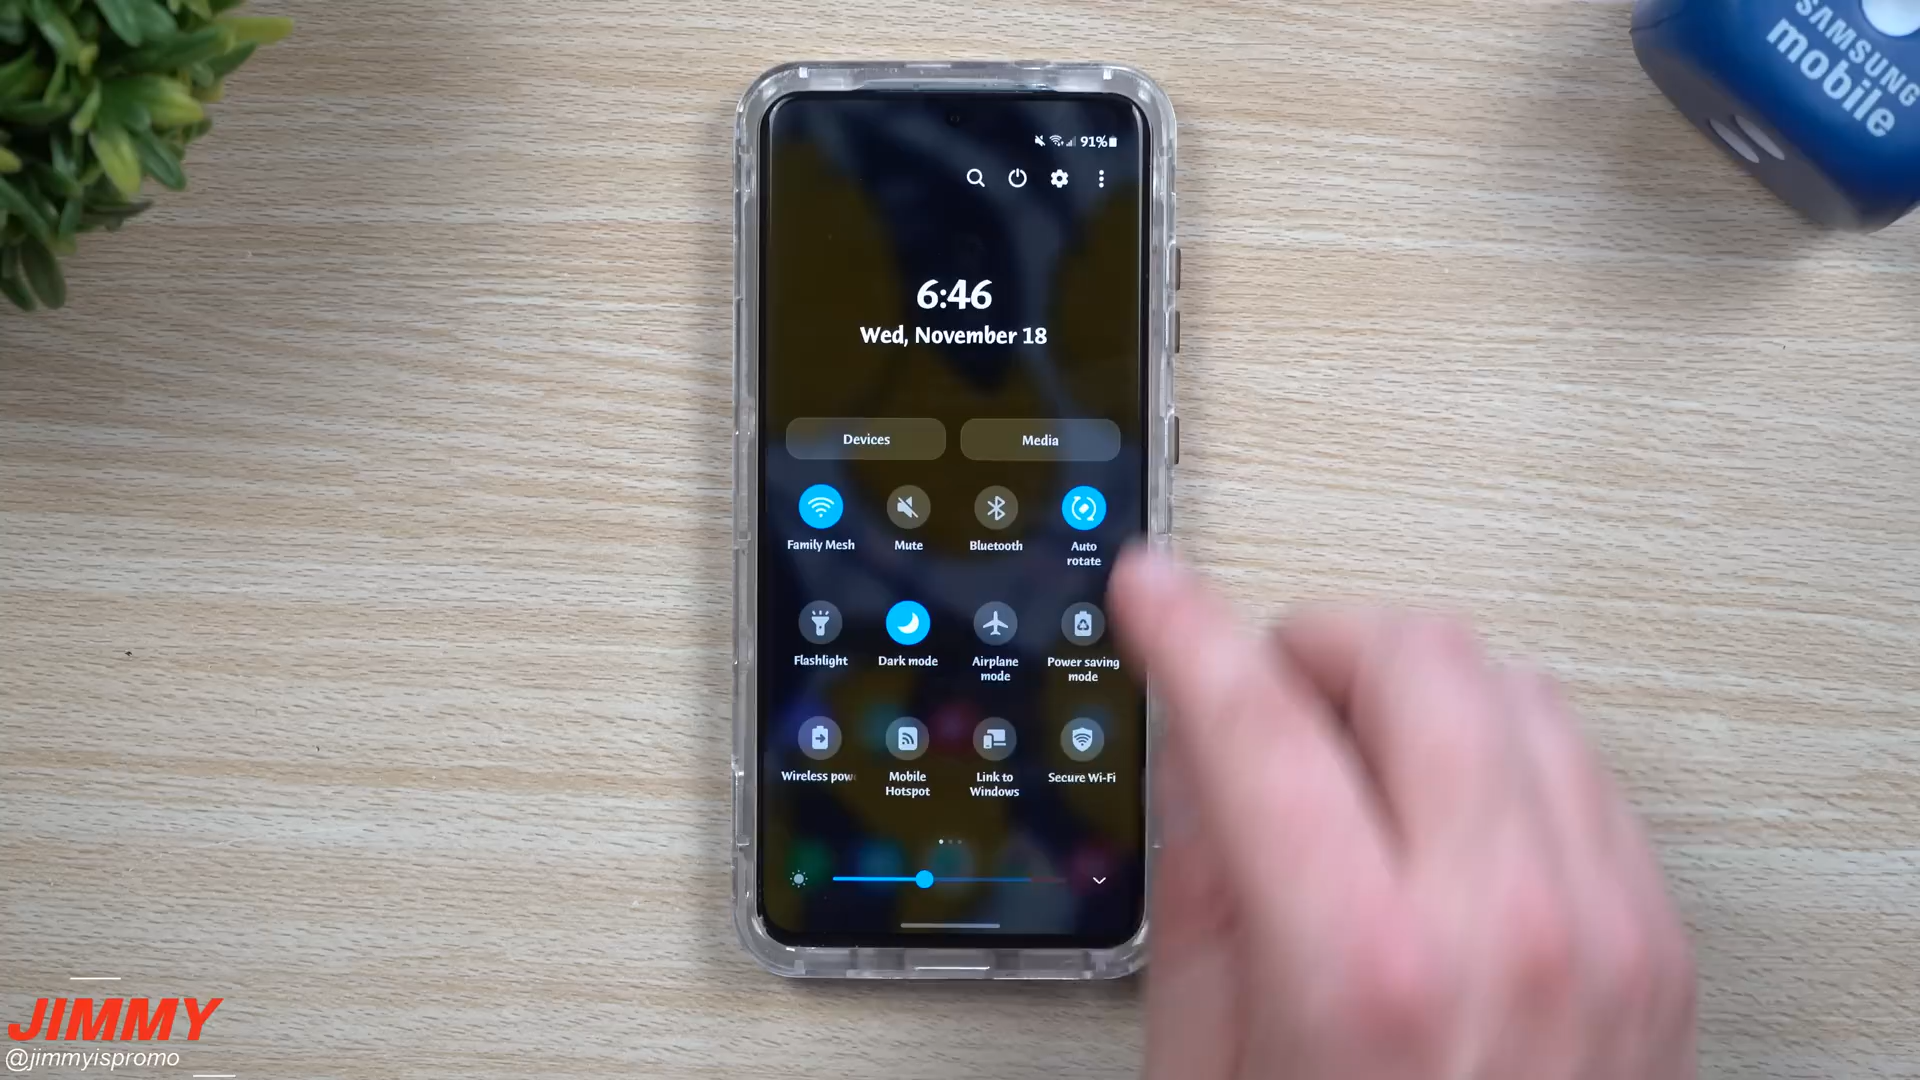 SAMSUNG
mobile
91%
6:46
Wed, November 18
Devices
Media
Family Mesh
Mute
Bluetooth
Auto
rotate
Flashlight
Dark mode
Airplane
mode
Power saving
mode
Wireless pow
Mobile
Hotspot
Link to
Windows
Secure Wi-Fi
JIMMY
@jimmyispromo